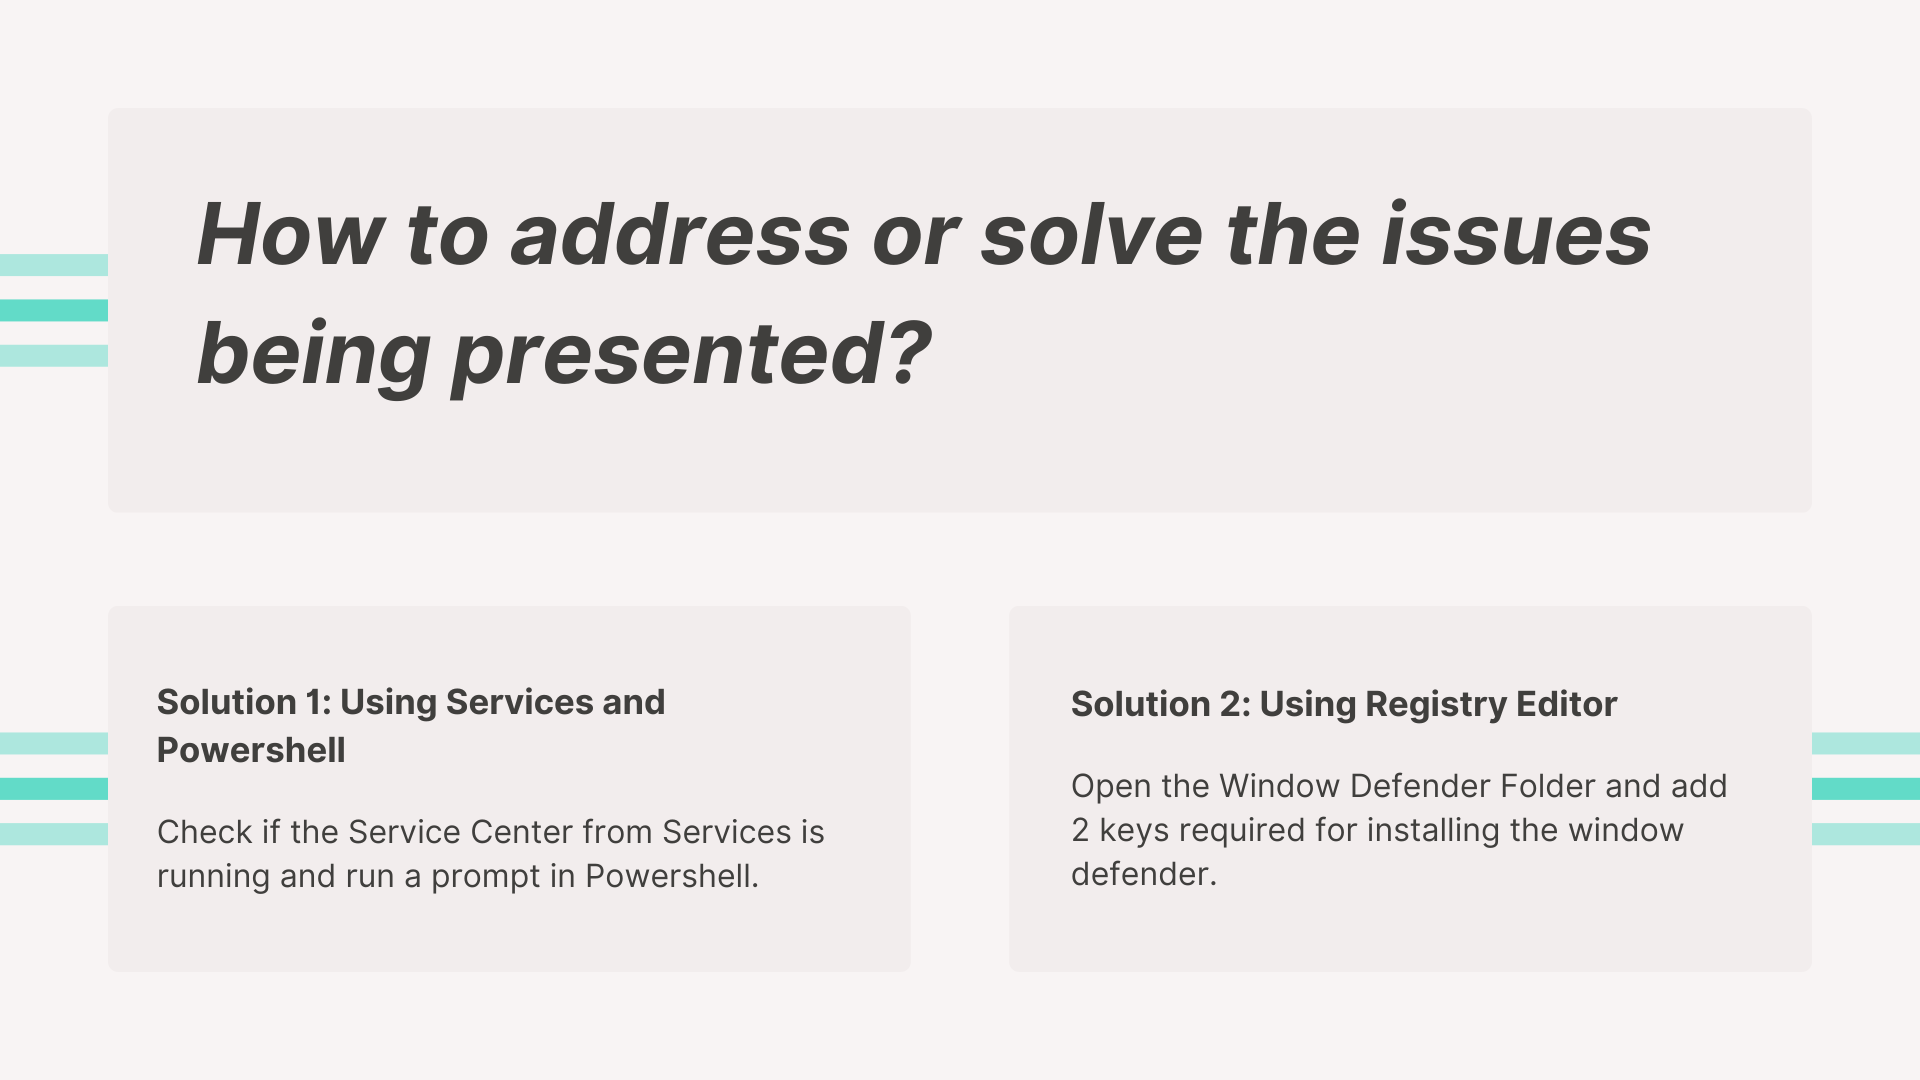 How to address or solve the issues
being presented?
Solution 1: Using Services and
Powershell
Check if the Service Center from Services is
running and run a prompt in Powershell.
Solution 2: Using Registry Editor
Open the Window Defender Folder and add
2 keys required for installing the window
defender.